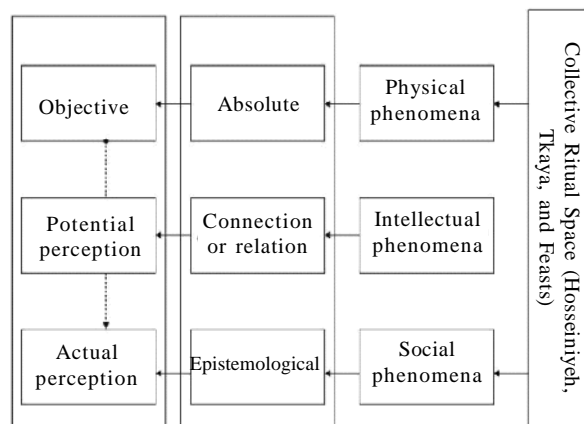 Objective
Absolute
Physical
phenomena
Potential
perception
Connection
or relation
Intellectual
phenomena
Actual
perception
Epistemological
Social
phenomena
Collective Ritual Space (Hosseiniyeh,
Tkaya, and Feasts)